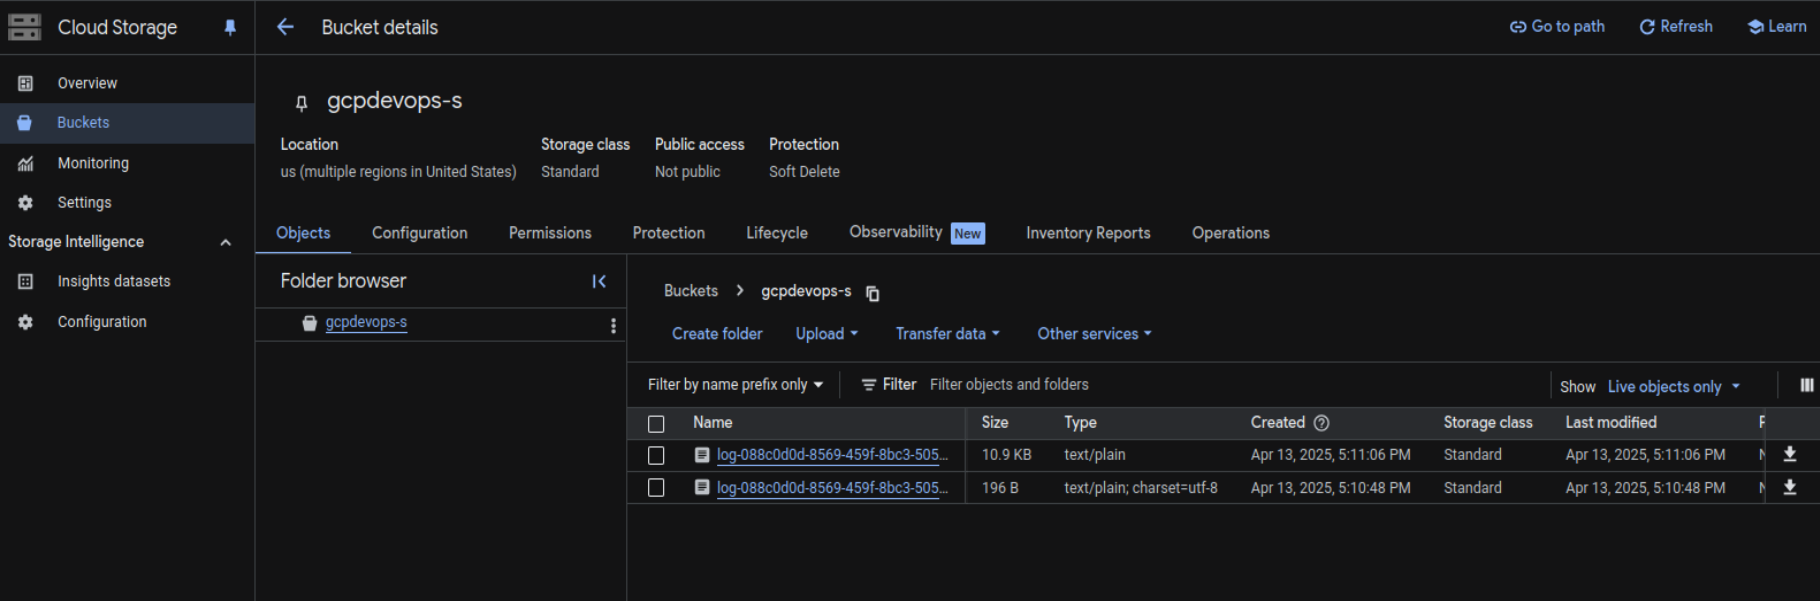 Cloud Storage
Bucket details
Go to path
Refresh
Learn
Overview
Buckets
Monitoring
Settings
Storage Intelligence
Insights datasets
Configuration
gcpdevops-s
Location Storage class Public access Protection
us (multiple regions in United States) Standard Not public Soft Delete
Objects Configuration Permissions Protection Lifecycle Observability New Inventory Reports Operations
Folder browser
gcpdevops-s
Buckets > gcpdevops-s
Create folder Upload Transfer data Other services
Filter by name prefix only Filter Filter objects and folders Show Live objects only
Name Size Type Created Storage class Last modified
log-088c0d0d-8569-459f-8bc3-505... 10.9 KB text/plain Apr 13, 2025, 5:11:06 PM Standard Apr 13, 2025, 5:11:06 PM
log-088c0d0d-8569-459f-8bc3-505... 196 B text/plain; charset=utf-8 Apr 13, 2025, 5:10:48 PM Standard Apr 13, 2025, 5:10:48 PM